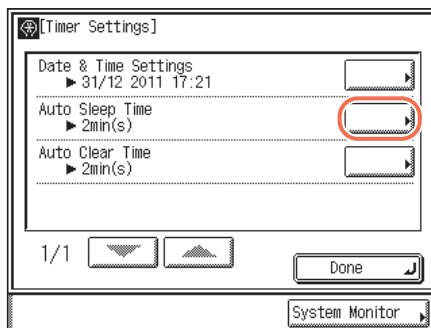 [Timer Settings]
Date & Time Settings
▶ 31/12 2011 17:21
Auto Sleep Time
▶ 2min(s)
Auto Clear Time
▶ 2min(s)
1/1
Done
System Monitor